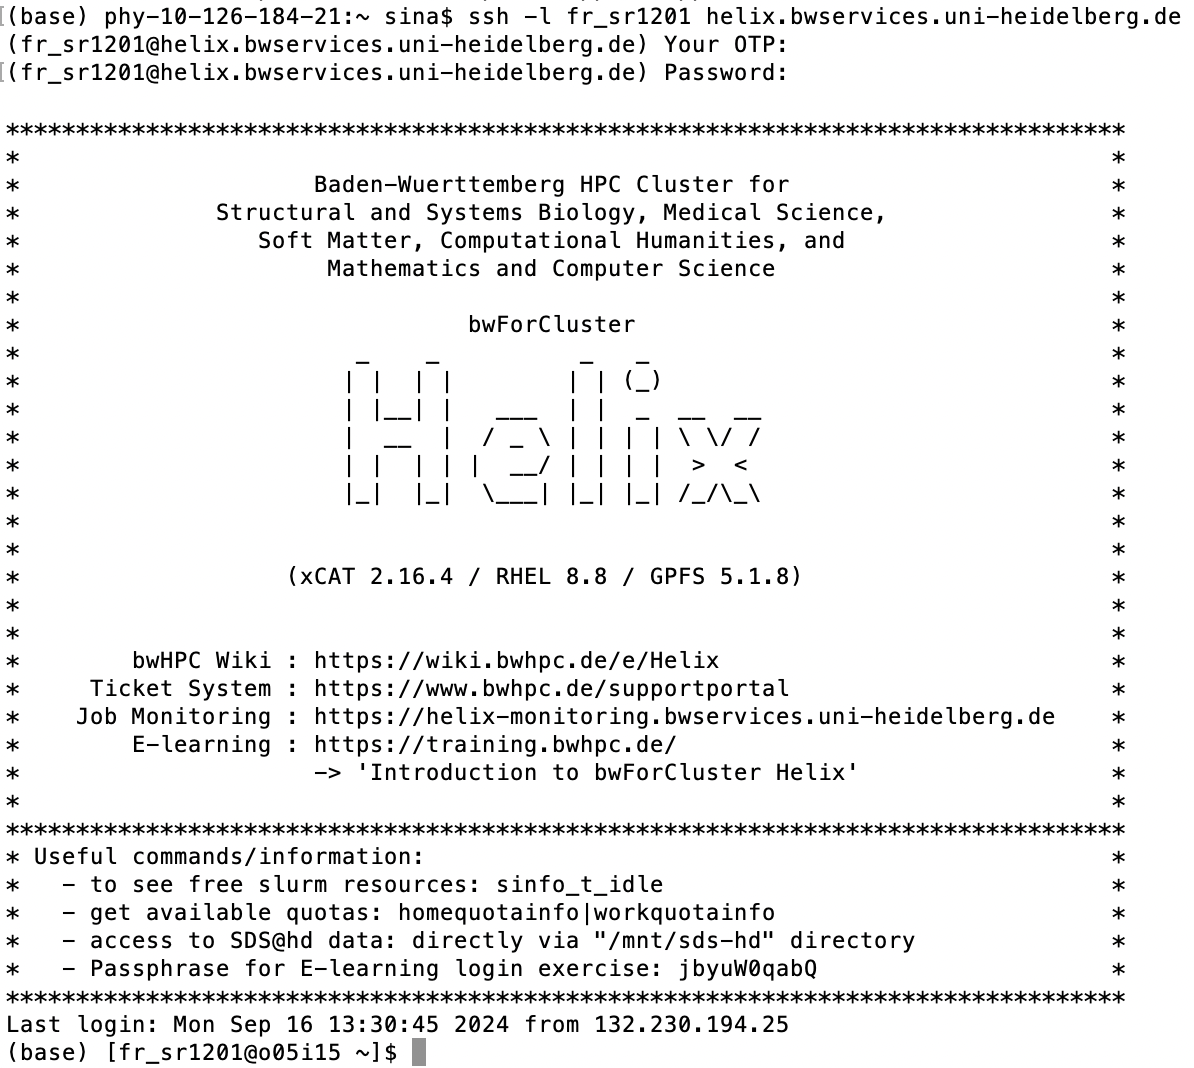 (base) phy-10-126-184-21:~ sina$ ssh -l fr_sr1201 helix.bwservices.uni-heidelberg.de
(fr_sr1201@helix.bwservices.uni-heidelberg.de) Your OTP:
(fr_sr1201@helix.bwservices.uni-heidelberg.de) Password:

*******************************************************************************
*                                                                             *
*                     Baden-Wuerttemberg HPC Cluster for                      *
*              Structural and Systems Biology, Medical Science,               *
*                 Soft Matter, Computational Humanities, and                  *
*                      Mathematics and Computer Science                       *
*                                                                             *
*                                bwForCluster                                 *
*                        _    _          _   _                                *
*                       | |  | |        | | (_)                               *
*                       | |__| |   ___  | |  _  __  __                        *
*                       |  __  |  / _ \ | | | | \ \/ /                        *
*                       | |  | | |  __/ | | | |  >  <                         *
*                       |_|  |_|  \___| |_| |_| /_/\_\                        *
*                                                                             *
*                                                                             *
*                   (xCAT 2.16.4 / RHEL 8.8 / GPFS 5.1.8)                     *
*                                                                             *
*                                                                             *
*        bwHPC Wiki : https://wiki.bwhpc.de/e/Helix                           *
*     Ticket System : https://www.bwhpc.de/supportportal                      *
*    Job Monitoring : https://helix-monitoring.bwservices.uni-heidelberg.de   *
*        E-learning : https://training.bwhpc.de/                              *
*                     -> 'Introduction to bwForCluster Helix'                 *
*                                                                             *
*******************************************************************************
* Useful commands/information:                                                *
*   - to see free slurm resources: sinfo_t_idle                               *
*   - get available quotas: homequotainfo|workquotainfo                       *
*   - access to SDS@hd data: directly via "/mnt/sds-hd" directory             *
*   - Passphrase for E-learning login exercise: jbyuW0qabQ                    *
*******************************************************************************
Last login: Mon Sep 16 13:30:45 2024 from 132.230.194.25
(base) [fr_sr1201@o05i15 ~]$